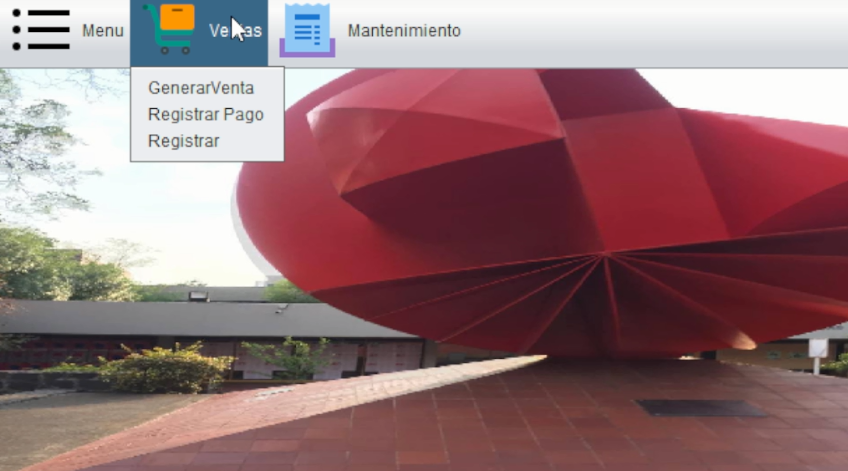 Menu Ventas Mantenimiento
GenerarVenta
Registrar Pago
Registrar